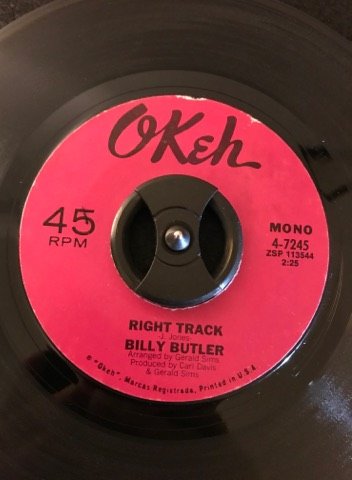 OKeh
45
RPM
MONO
4-7245
ZSP 113544
2:25
RIGHT TRACK
-J. Jones-
BILLY BUTLER
Arranged by Gerald Sims
Produced by Carl Davis
& Gerald Sims
® "Okeh", Marcas Registrada. Printed in U.S.A.